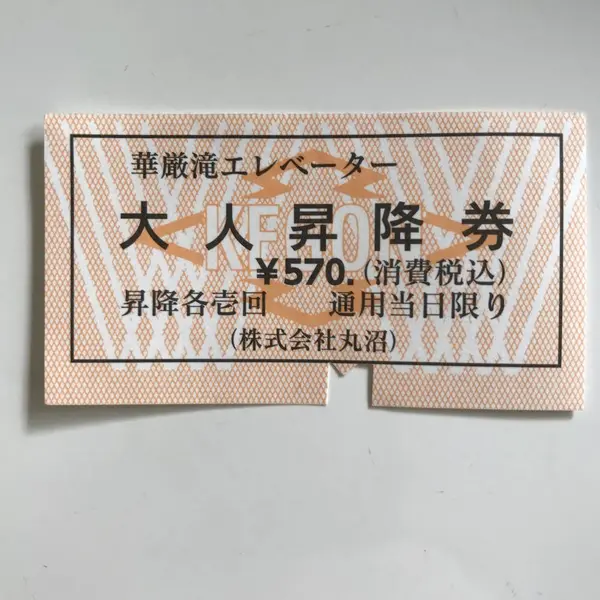 華厳滝エレベーター
大人昇降券
¥570.(消費税込)
昇降各壱回 通用当日限り
(株式会社丸沼)